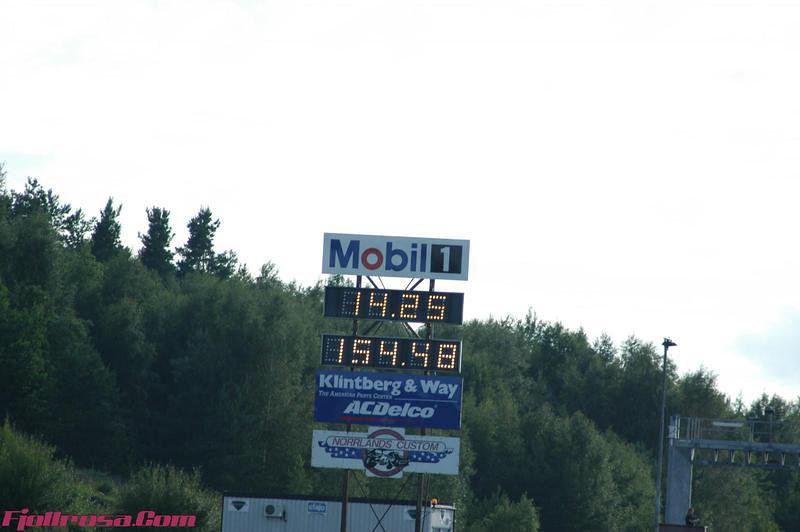 Mobil 1
14.25
154.48
Klintberg & Way
THE AMERICAN PARTS CENTER
ACDelco
NORRLANDS CUSTOM
Fjollrosa.Com